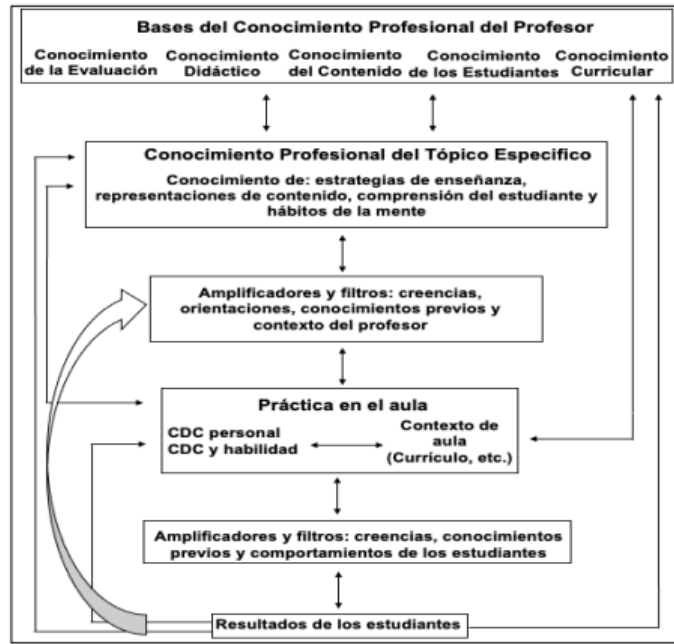 Bases del Conocimiento Profesional del Profesor
Conocimiento de la Evaluación
Conocimiento Didáctico
Conocimiento del Contenido
Conocimiento de los Estudiantes
Conocimiento Curricular
Conocimiento Profesional del Tópico Especifico
Conocimiento de: estrategias de enseñanza,
representaciones de contenido, comprensión del estudiante y
hábitos de la mente
Amplificadores y filtros: creencias,
orientaciones, conocimientos previos y
contexto del profesor
Práctica en el aula
CDC personal
CDC y habilidad
Contexto de
aula
(Currículo, etc.)
Amplificadores y filtros: creencias, conocimientos
previos y comportamientos de los estudiantes
Resultados de los estudiantes